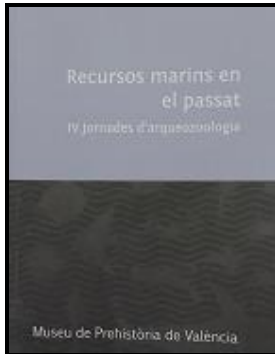 Recursos marins en
el passat
IV Jornades d'arqueozoologia
Museu de Prehistòria de València